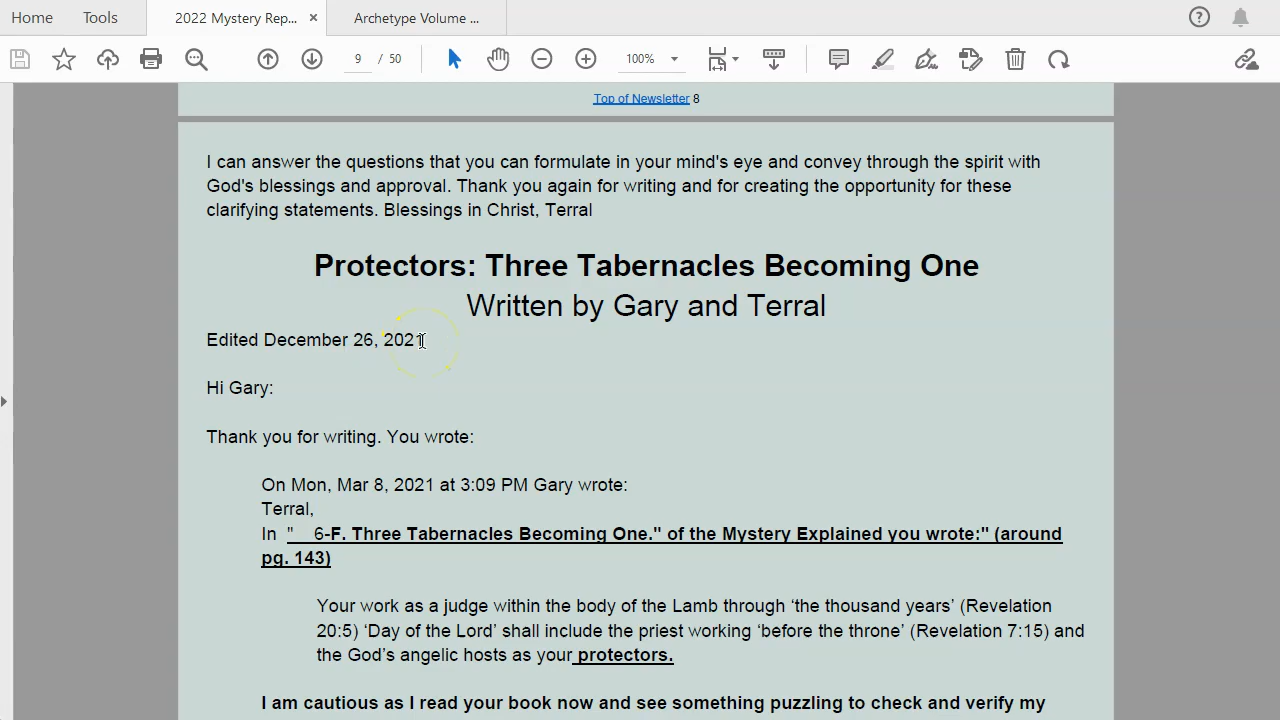 Home Tools 2022 Mystery Rep... × Archetype Volume ...
9 / 50 100%
Top of Newsletter 8
I can answer the questions that you can formulate in your mind's eye and convey through the spirit with
God's blessings and approval. Thank you again for writing and for creating the opportunity for these
clarifying statements. Blessings in Christ, Terral
Protectors: Three Tabernacles Becoming One
Written by Gary and Terral
Edited December 26, 2021
Hi Gary:
Thank you for writing. You wrote:
On Mon, Mar 8, 2021 at 3:09 PM Gary wrote:
Terral,
In " 6-F. Three Tabernacles Becoming One." of the Mystery Explained you wrote:" (around
pg. 143)
Your work as a judge within the body of the Lamb through ‘the thousand years’ (Revelation
20:5) ‘Day of the Lord’ shall include the priest working ‘before the throne’ (Revelation 7:15) and
the God’s angelic hosts as your protectors.
I am cautious as I read your book now and see something puzzling to check and verify my